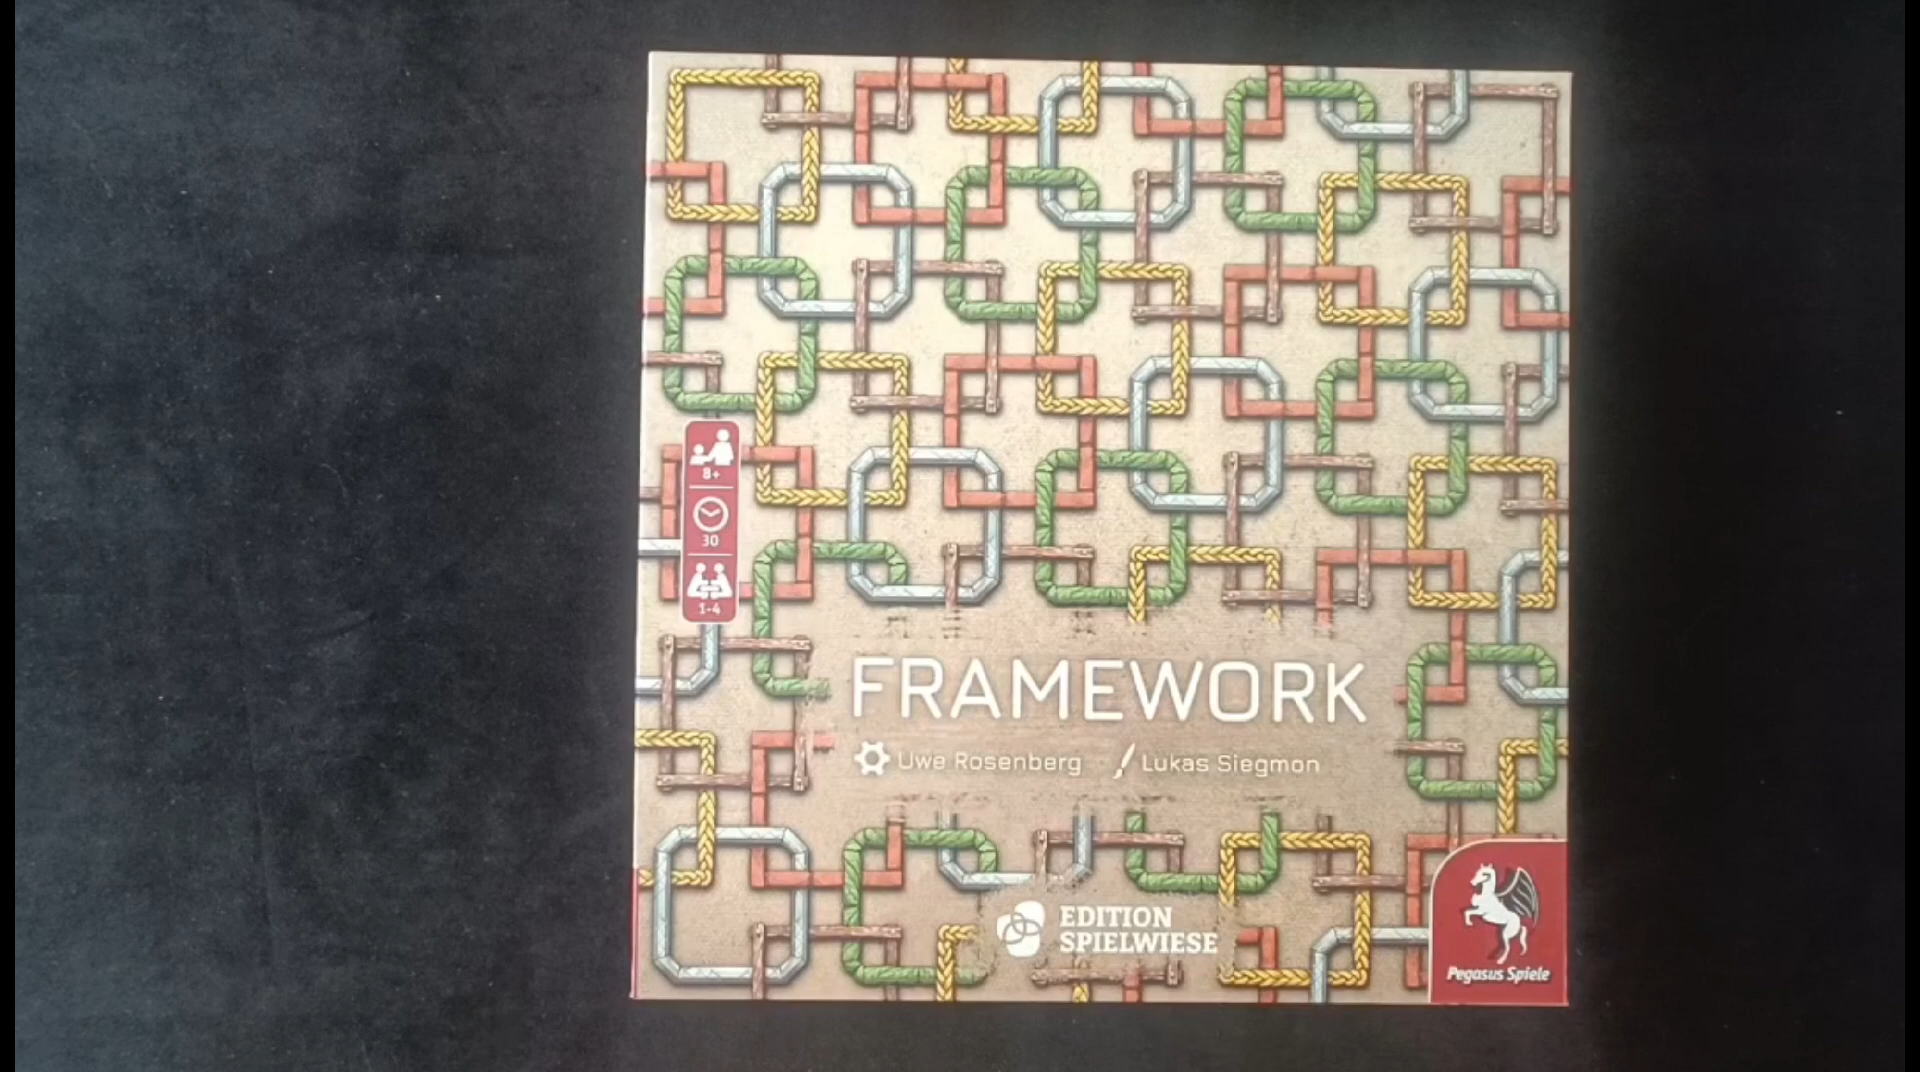 8+
30
1-4
FRAMEWORK
Uwe Rosenberg Lukas Siegmon
EDITION
SPIELWIESE
Pegasus Spiele